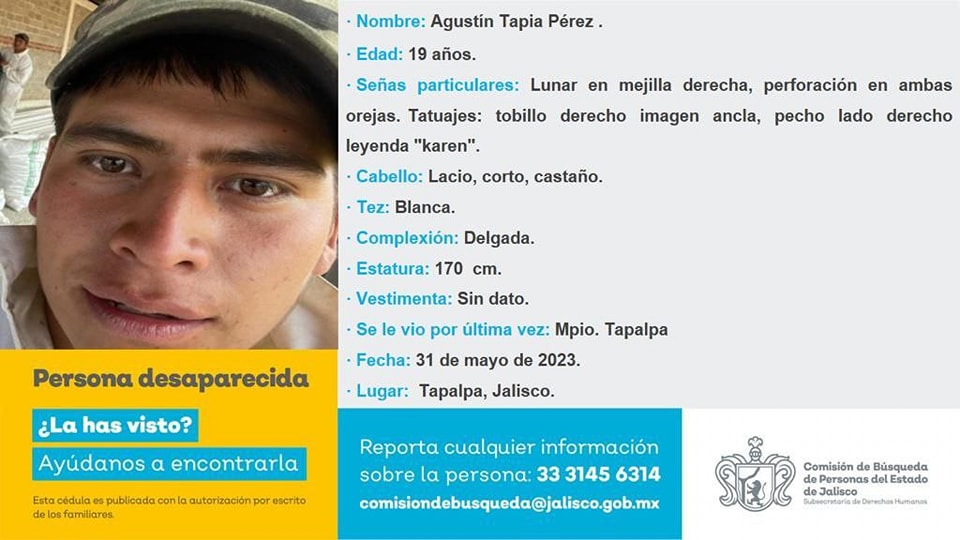 · Nombre: Agustín Tapia Pérez .
· Edad: 19 años.
· Señas particulares: Lunar en mejilla derecha, perforación en ambas
orejas. Tatuajes: tobillo derecho imagen ancla, pecho lado derecho
leyenda "karen".
· Cabello: Lacio, corto, castaño.
· Tez: Blanca.
· Complexión: Delgada.
· Estatura: 170 cm.
· Vestimenta: Sin dato.
· Se le vio por última vez: Mpio. Tapalpa
· Fecha: 31 de mayo de 2023.
· Lugar: Tapalpa, Jalisco.
Persona desaparecida
¿La has visto?
Ayúdanos a encontrarla
Esta cédula es publicada con la autorización por escrito
de los familiares.
Reporta cualquier información
sobre la persona: 33 3145 6314
comisiondebusqueda@jalisco.gob.mx
Comisión de Búsqueda
de Personas del Estado
de Jalisco
Subsecretaría de Derechos Humanos